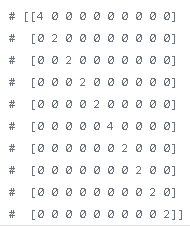 # [[4 0 0 0 0 0 0 0 0 0]
#  [0 2 0 0 0 0 0 0 0 0]
#  [0 0 2 0 0 0 0 0 0 0]
#  [0 0 0 2 0 0 0 0 0 0]
#  [0 0 0 0 2 0 0 0 0 0]
#  [0 0 0 0 0 4 0 0 0 0]
#  [0 0 0 0 0 0 2 0 0 0]
#  [0 0 0 0 0 0 0 2 0 0]
#  [0 0 0 0 0 0 0 0 2 0]
#  [0 0 0 0 0 0 0 0 0 2]]